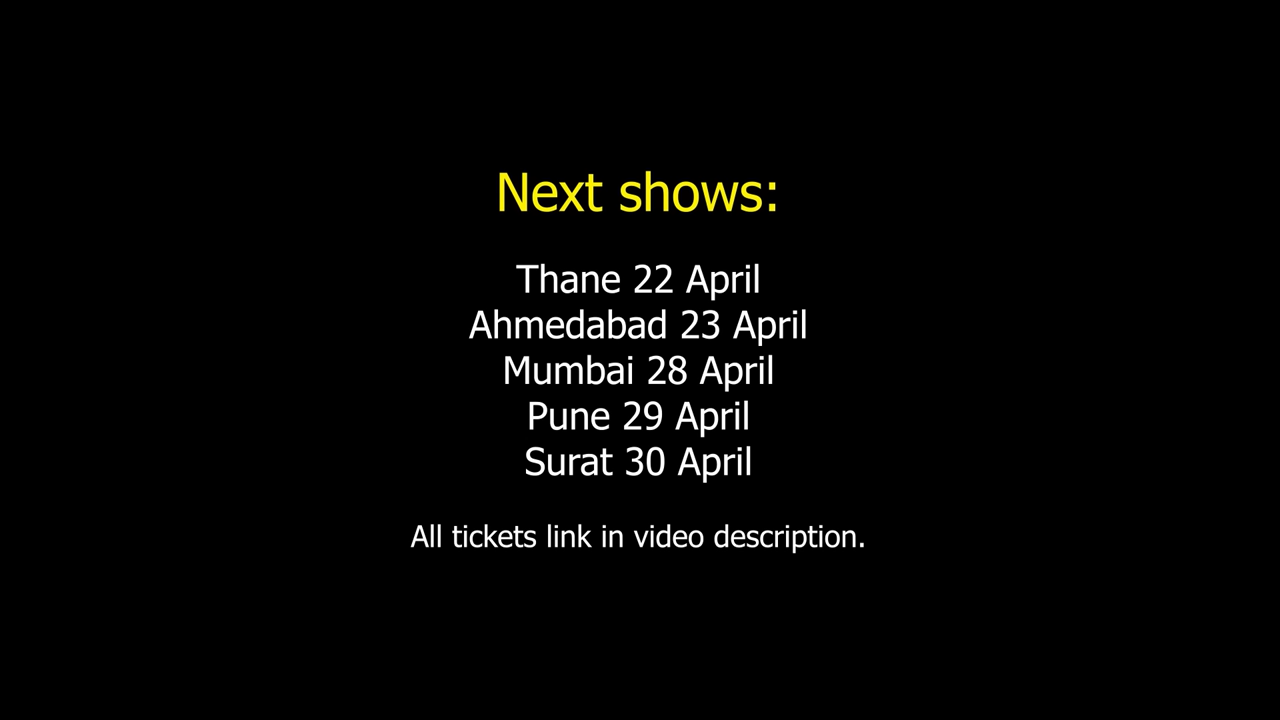 Next shows:
Thane 22 April
Ahmedabad 23 April
Mumbai 28 April
Pune 29 April
Surat 30 April
All tickets link in video description.